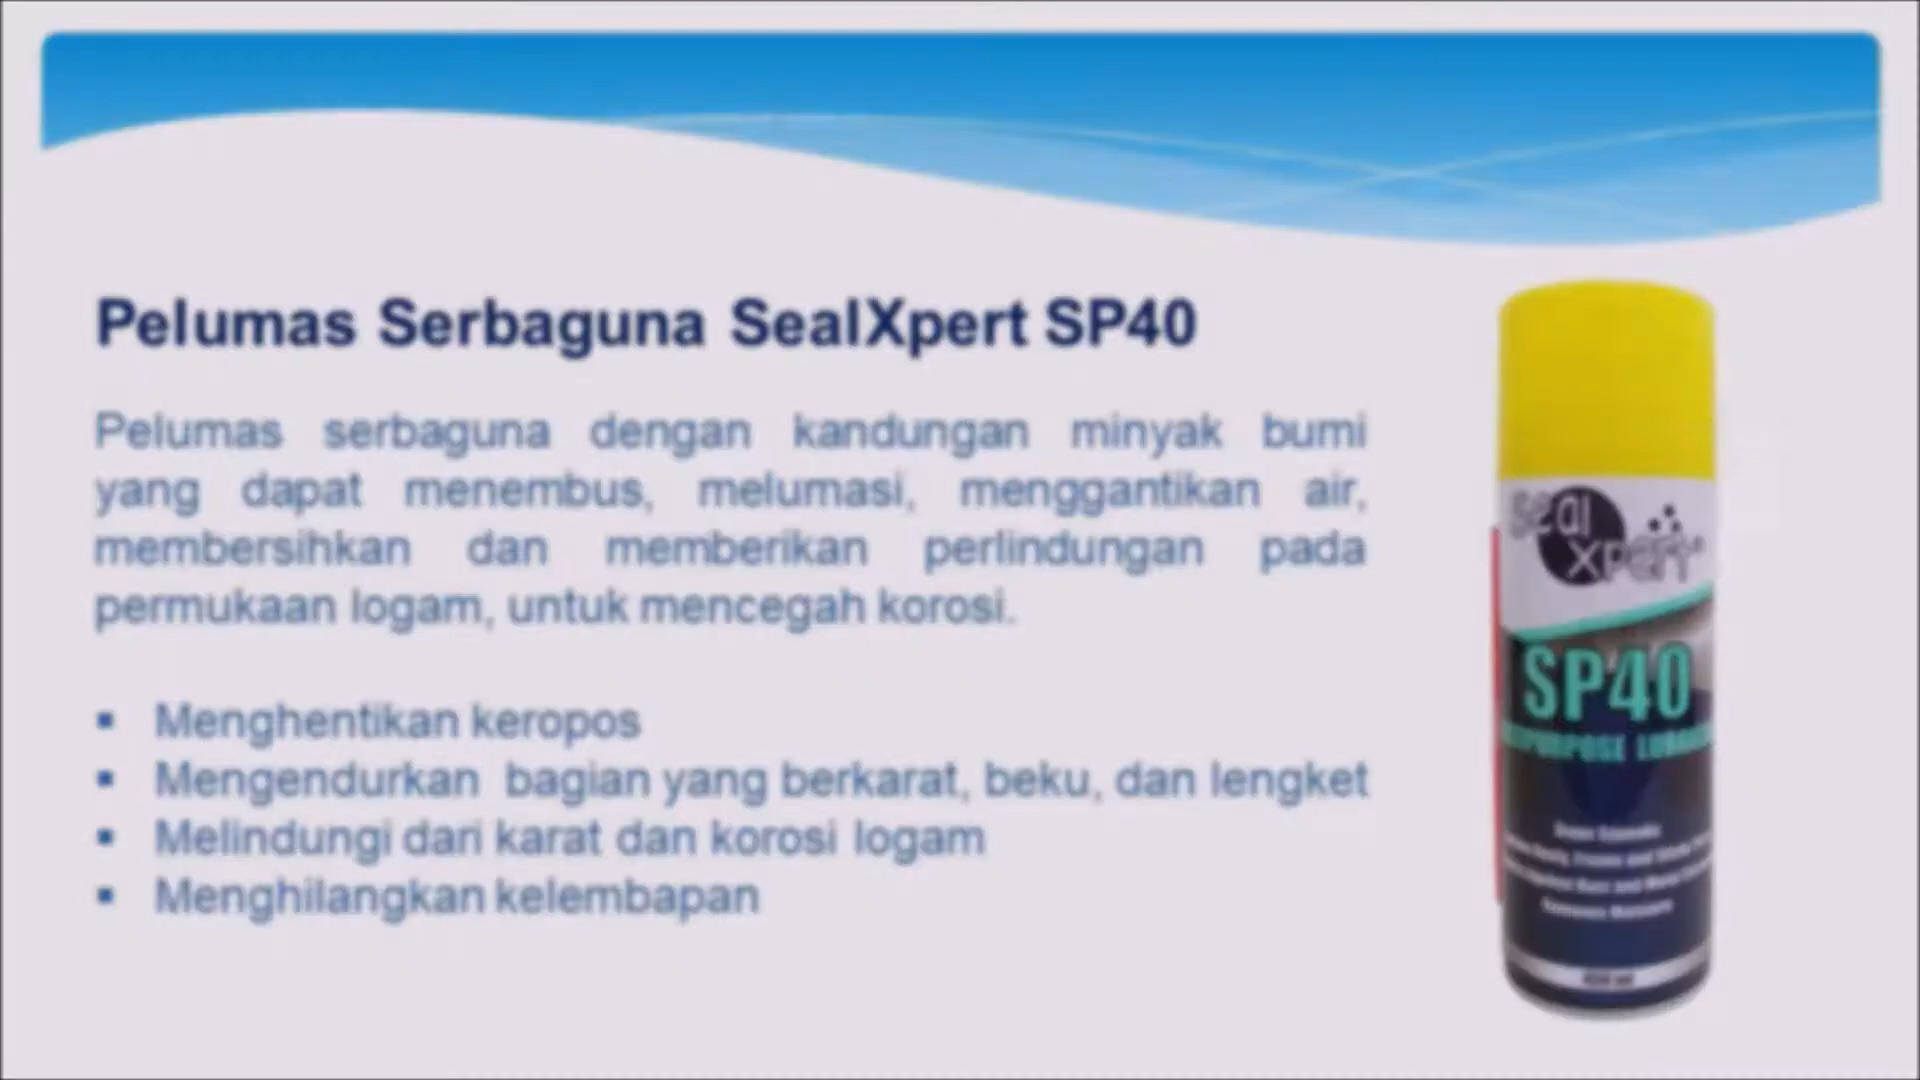 Pelumas Serbaguna SealXpert SP40
Pelumas serbaguna dengan kandungan minyak bumi
yang dapat menembus, melumasi, menggantikan air,
membersihkan dan memberikan perlindungan pada
permukaan logam, untuk mencegah korosi.
▪ Menghentikan keropos
▪ Mengendurkan bagian yang berkarat, beku, dan lengket
▪ Melindungi dari karat dan korosi logam
▪ Menghilangkan kelembapan
seal
xpert
SP40